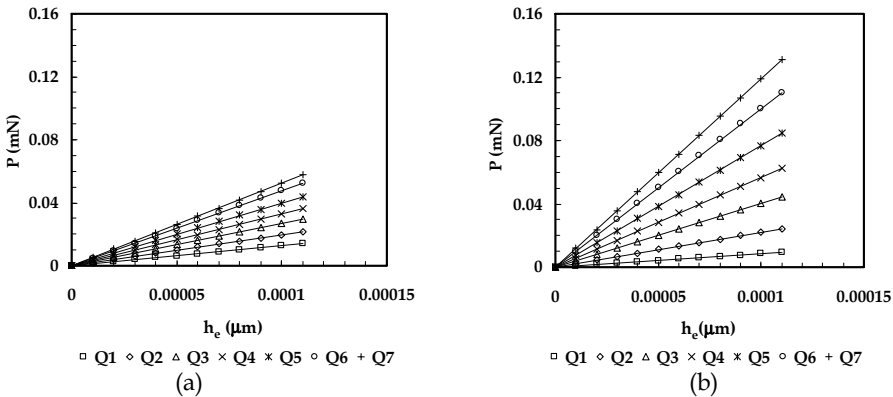 0.16
0.12
0.08
0.04
0
P (mN)
0 0.00005 0.0001 0.00015
hₑ (μm)
□ Q1 ◇ Q2 △ Q3 × Q4 ✳ Q5 ○ Q6 + Q7
(a)
0.16
0.12
0.08
0.04
0
P (mN)
0 0.00005 0.0001 0.00015
hₑ(μm)
□ Q1 ◇ Q2 △ Q3 × Q4 ✳ Q5 ○ Q6 + Q7
(b)